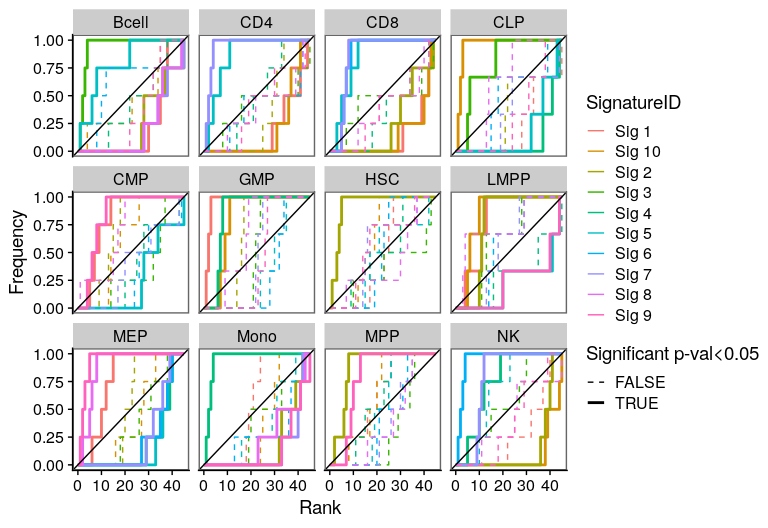 Bcell CD4 CD8 CLP
1.00
0.75
0.50
0.25
0.00
CMP GMP HSC LMPP
1.00
0.75
0.50
0.25
0.00
MEP Mono MPP NK
1.00
0.75
0.50
0.25
0.00
0 10 20 30 40 0 10 20 30 40 0 10 20 30 40 0 10 20 30 40
Frequency
Rank
SignatureID
Sig 1
Sig 10
Sig 2
Sig 3
Sig 4
Sig 5
Sig 6
Sig 7
Sig 8
Sig 9
Significant p-val<0.05
FALSE
TRUE